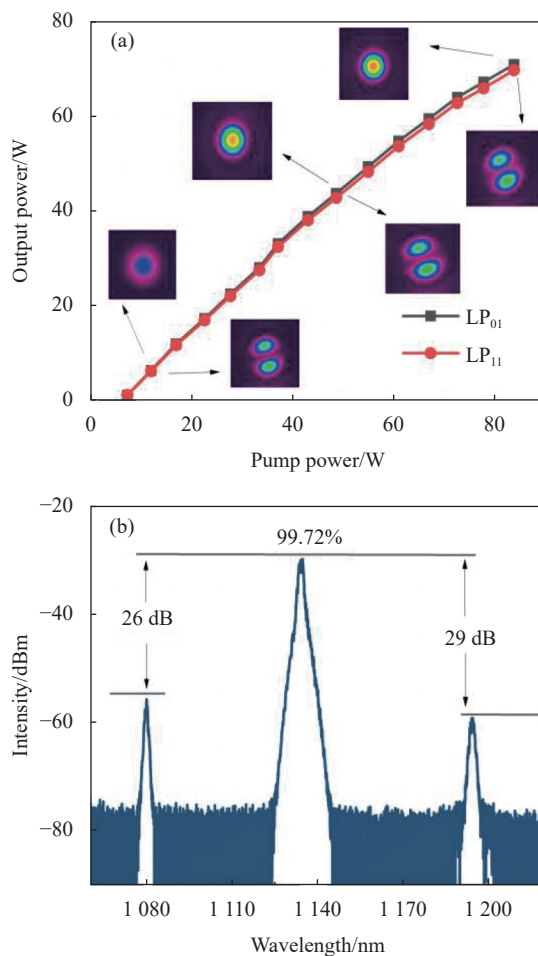 (a)
80
60
40
20
0
Output power/W
LP₀₁
LP₁₁
0 20 40 60 80
Pump power/W
(b)
−20
−40
−60
−80
Intensity/dBm
99.72%
26 dB
29 dB
1 080 1 110 1 140 1 170 1 200
Wavelength/nm